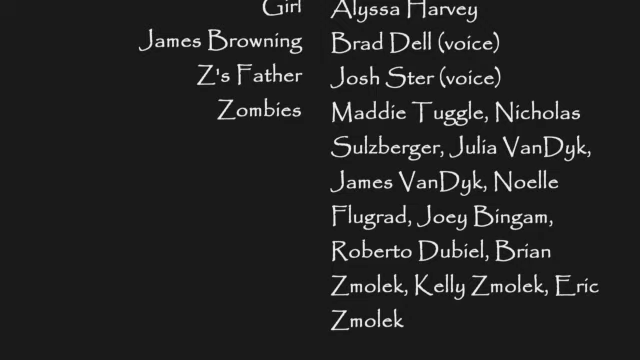 Girl Alyssa Harvey
James Browning Brad Dell (voice)
Z's Father Josh Ster (voice)
Zombies Maddie Tuggle, Nicholas
Sulzberger, Julia VanDyk,
James VanDyk, Noelle
Flugrad, Joey Bingam,
Roberto Dubiel, Brian
Zmolek, Kelly Zmolek, Eric
Zmolek